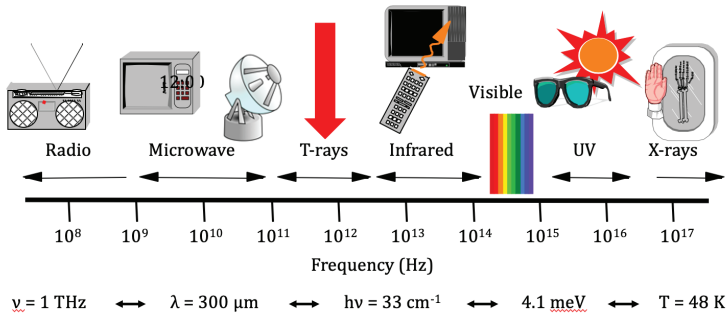 12:00
Visible
Radio Microwave T-rays Infrared UV X-rays
10⁸ 10⁹ 10¹⁰ 10¹¹ 10¹² 10¹³ 10¹⁴ 10¹⁵ 10¹⁶ 10¹⁷
Frequency (Hz)
ν = 1 THz ↔ λ = 300 μm ↔ hν = 33 cm⁻¹ ↔ 4.1 meV ↔ T = 48 K